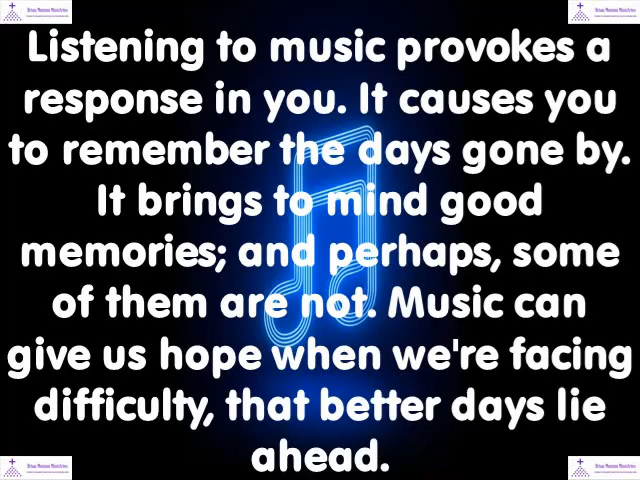 Listening to music provokes a
response in you. It causes you
to remember the days gone by.
It brings to mind good
memories; and perhaps, some
of them are not. Music can
give us hope when we're facing
difficulty, that better days lie
ahead.